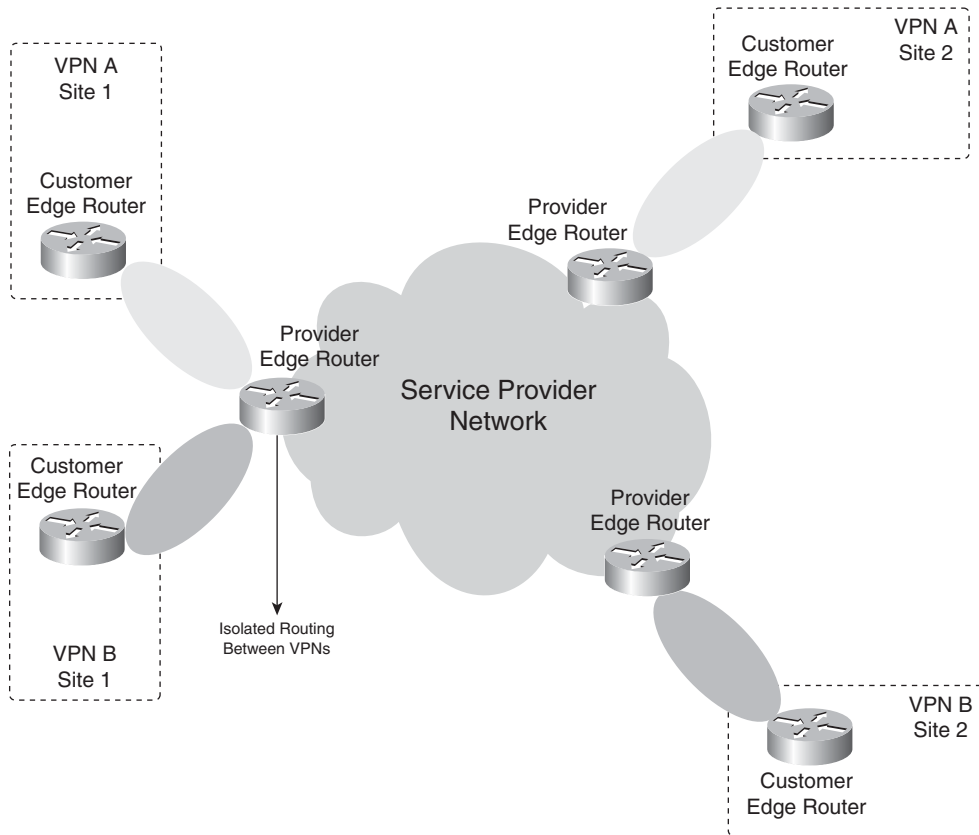 VPN A
Site 1
Customer
Edge Router
VPN A
Site 2
Customer
Edge Router
Provider
Edge Router
Provider
Edge Router
Service Provider
Network
Customer
Edge Router
VPN B
Site 1
Isolated Routing
Between VPNs
Provider
Edge Router
VPN B
Site 2
Customer
Edge Router